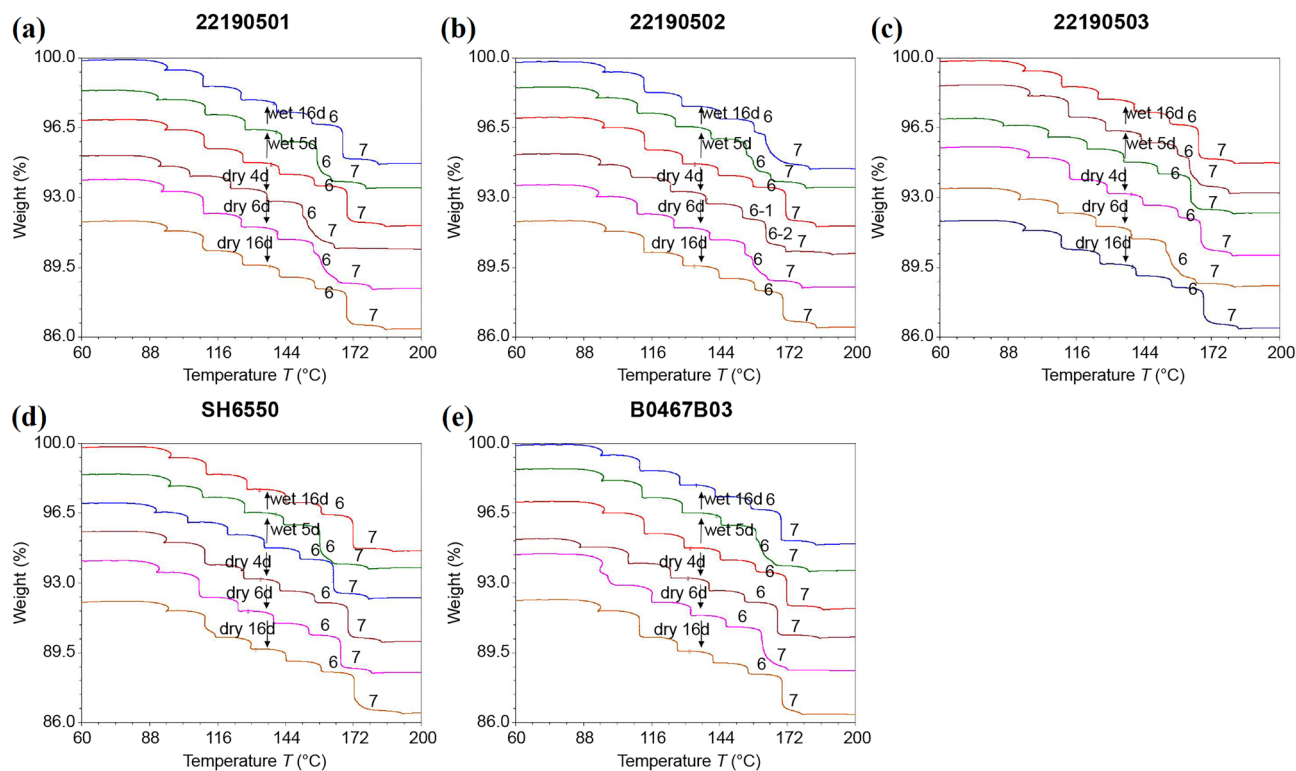 (a) 22190501
100.0
96.5
93.0
89.5
86.0
Weight (%)
wet 16d 6
wet 5d 7
6 7
dry 4d
6 7
dry 6d 6
7
dry 16d 6 7
6 7
60 88 116 144 172 200
Temperature T (°C)
(b) 22190502
100.0
96.5
93.0
89.5
86.0
Weight (%)
wet 16d 6
wet 5d 7
6 7
dry 4d
6 7
dry 6d 6-1
6-2 7
dry 16d
6 7
6 7
60 88 116 144 172 200
Temperature T (°C)
(c) 22190503
100.0
96.5
93.0
89.5
86.0
Weight (%)
wet 16d 6
wet 5d 7
6 7
dry 4d
6 7
dry 6d
6 7
dry 16d
6 7
6 7
60 88 116 144 172 200
Temperature T (°C)
(d) SH6550
100.0
96.5
93.0
89.5
86.0
Weight (%)
wet 16d 6
wet 5d 7
6 7
dry 4d 6
7
dry 6d 6 7
dry 16d 6
7
6 7
60 88 116 144 172 200
Temperature T (°C)
(e) B0467B03
100.0
96.5
93.0
89.5
86.0
Weight (%)
wet 16d 6
wet 5d 7
6 7
dry 4d
6 7
dry 6d 6 7
dry 16d 6
7
6 7
60 88 116 144 172 200
Temperature T (°C)